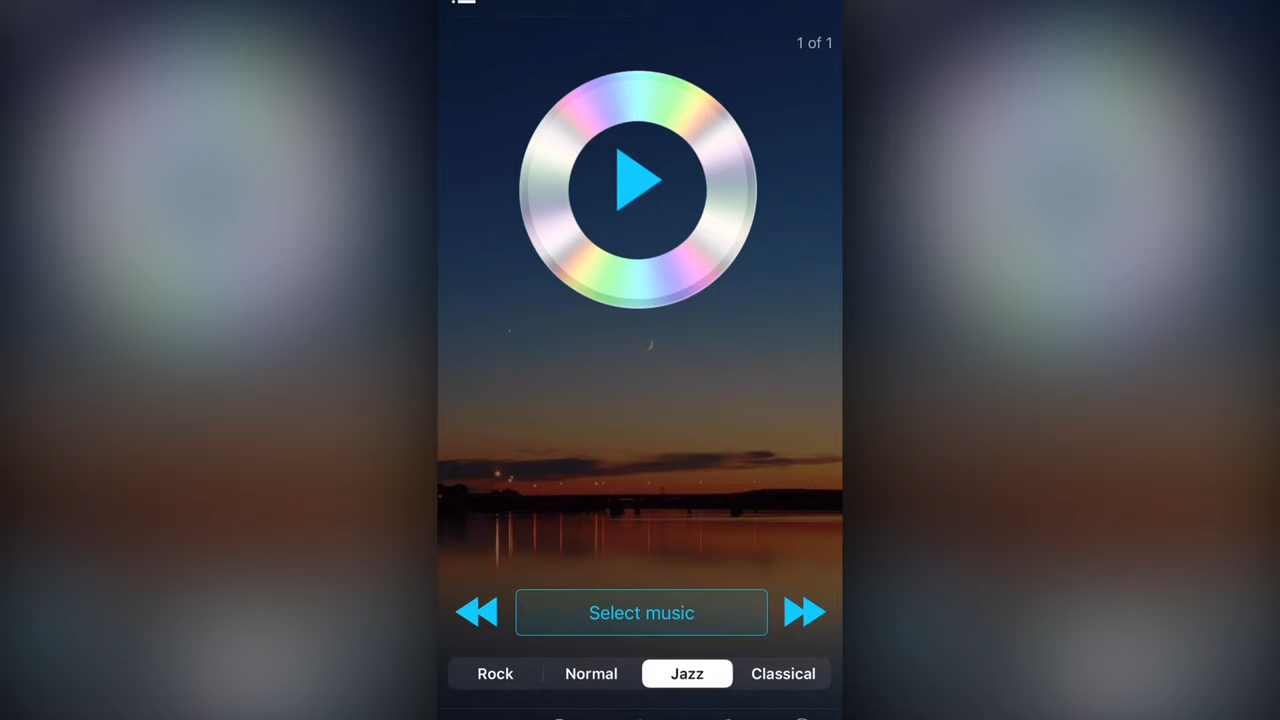 1 of 1
Select music
Rock
Normal
Jazz
Classical